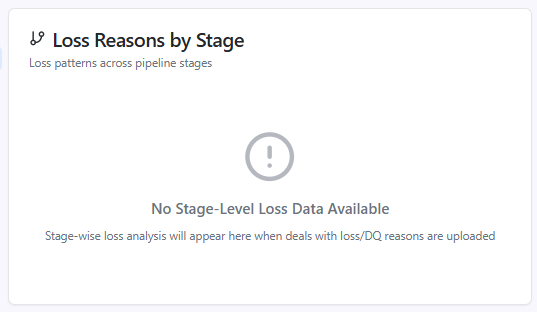 Loss Reasons by Stage
Loss patterns across pipeline stages
No Stage-Level Loss Data Available
Stage-wise loss analysis will appear here when deals with loss/DQ reasons are uploaded